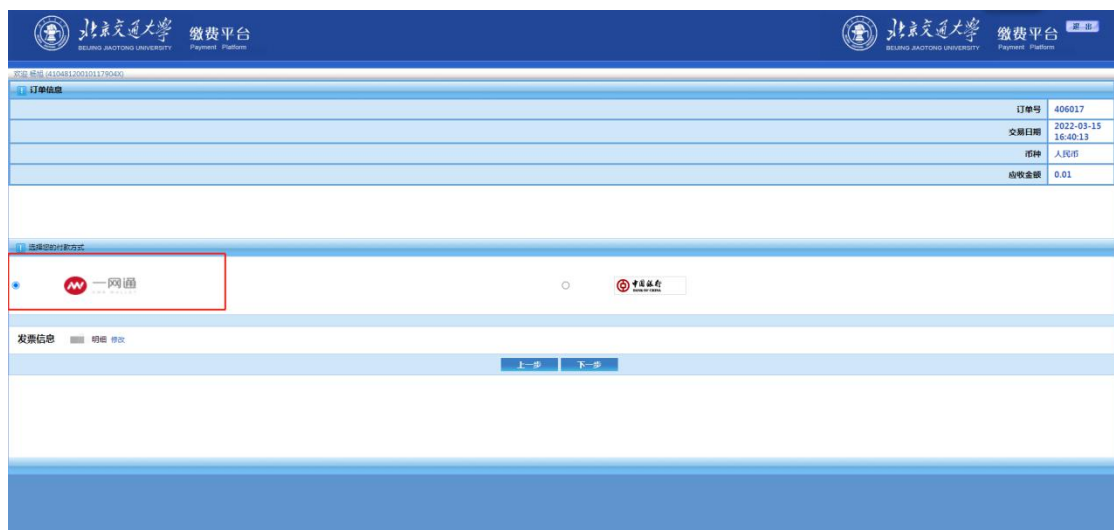 北京交通大学 缴费平台
BEIJING JIAOTONG UNIVERSITY Payment Platform
北京交通大学 缴费平台 退 出
BEIJING JIAOTONG UNIVERSITY Payment Platform
订单信息
订单号 406017
交易日期 2022-03-15
16:40:13
币种 人民币
应收金额 0.01
选择您的付款方式
一网通
中国银行
BANK OF CHINA
发票信息 明细 修改
上一步 下一步